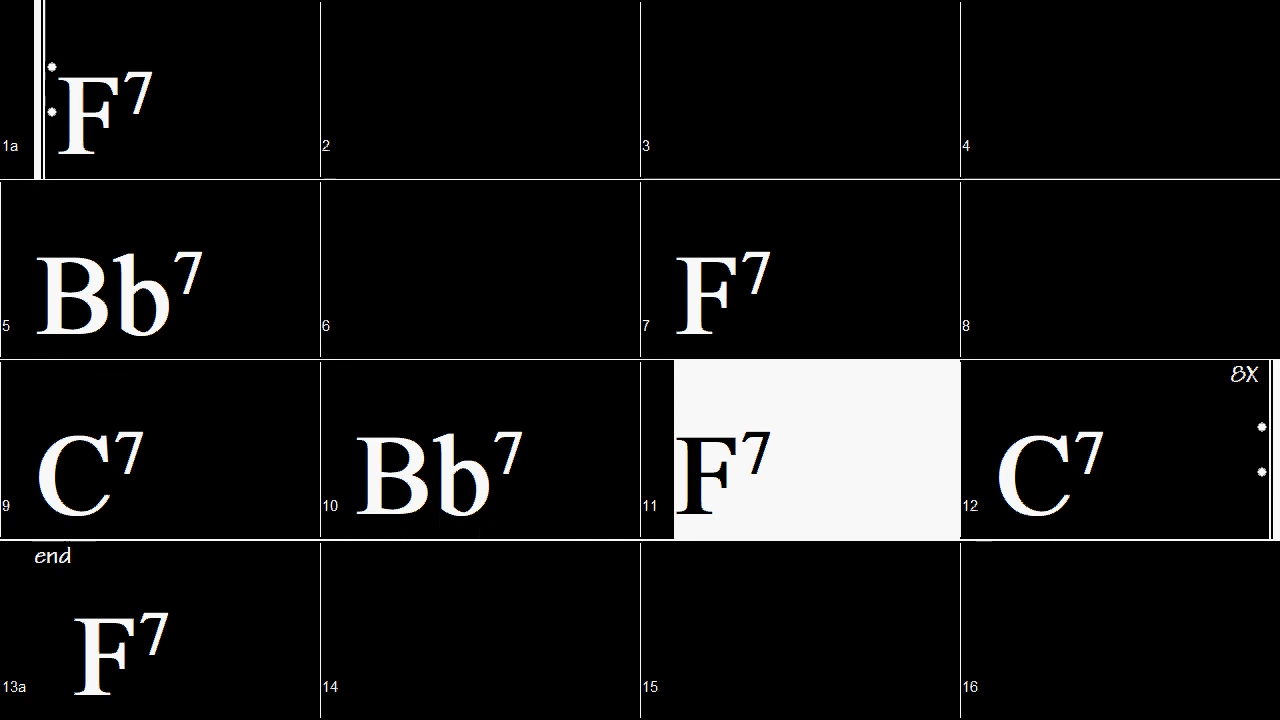 1a F7 2 3 4
5 Bb7 6 7 F7 8
8X
9 C7 10 Bb7 11 F7 12 C7
end
13a F7 14 15 16